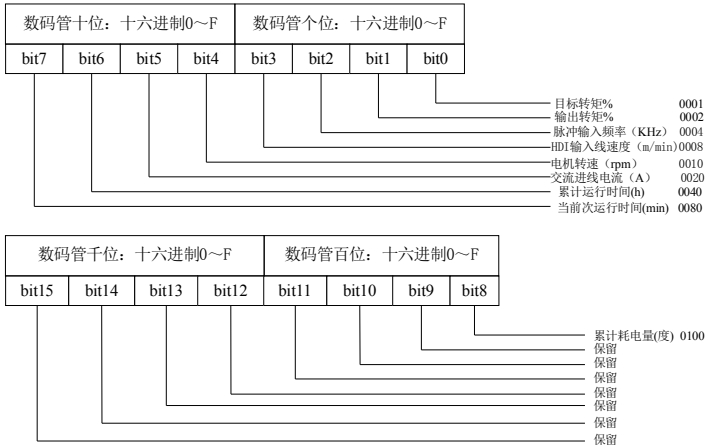 数码管十位：十六进制0～F 数码管个位：十六进制0～F
bit7 bit6 bit5 bit4 bit3 bit2 bit1 bit0
目标转矩% 0001
输出转矩% 0002
脉冲输入频率（KHz） 0004
HDI输入线速度（m/min)0008
电机转速（rpm） 0010
交流进线电流（A） 0020
累计运行时间(h) 0040
当前次运行时间(min) 0080
数码管千位：十六进制0～F 数码管百位：十六进制0～F
bit15 bit14 bit13 bit12 bit11 bit10 bit9 bit8
累计耗电量(度) 0100
保留
保留
保留
保留
保留
保留
保留